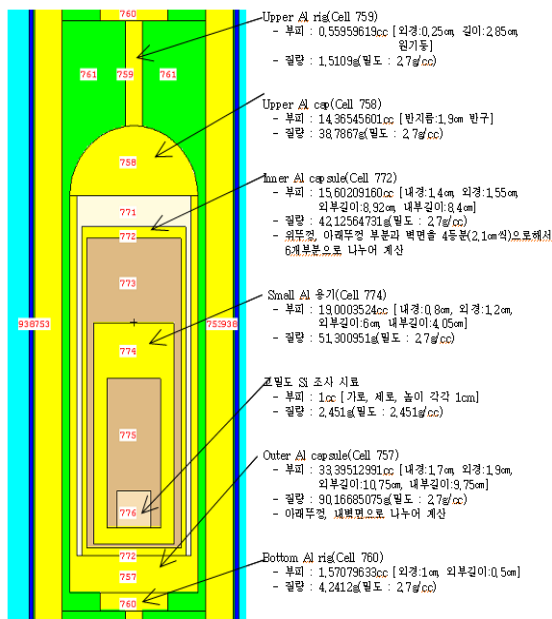 760
761
759
761
758
771
772
773
938753
753938
774
775
776
772
757
760
Upper Al rig(Cell 759)
- 부피 : 0,55959619cc [외경:0,25cm, 길이:2,85cm,
원기둥]
- 질량 : 1,5109g(밀도 : 2,7g/cc)
Upper Al cap(Cell 758)
- 부피 : 14,36545601cc [반지름:1,9cm 반구]
- 질량 : 38,7867g(밀도 : 2,7g/cc)
Inner Al capsule(Cell 772)
- 부피 : 15,60209160cc [내경:1,4cm, 외경:1,55cm,
외부길이:8,92cm, 내부길이:8,4cm]
- 질량 : 42,12564731g(밀도 : 2,7g/cc)
- 위뚜껑, 아래뚜껑 부분과 벽면을 4등분(2,1cm씩)으로해서
6개부분으로 나누어 계산
Small Al 용기(Cell 774)
- 부피 : 19,0003524cc [내경:0,8cm, 외경:1,2cm,
외부길이:6cm, 내부길이:4,05cm]
- 질량 : 51,300951g(밀도 : 2,7g/cc)
고밀도 Si 조사 시료
- 부피 : 1cc [가로, 세로, 높이 각각 1cm]
- 질량 : 2,451g(밀도 : 2,451g/cc)
Outer Al capsule(Cell 757)
- 부피 : 33,39512991cc [내경:1,7cm, 외경:1,9cm,
외부길이:10,75cm, 내부길이:9,75cm]
- 질량 : 90,16685075g(밀도 : 2,7g/cc)
- 아래뚜껑, 내벽면으로 나누어 계산
Bottom Al rig(Cell 760)
- 부피 : 1,57079633cc [외경:1cm, 외부길이:0,5cm]
- 질량 : 4,2412g(밀도 : 2,7g/cc)